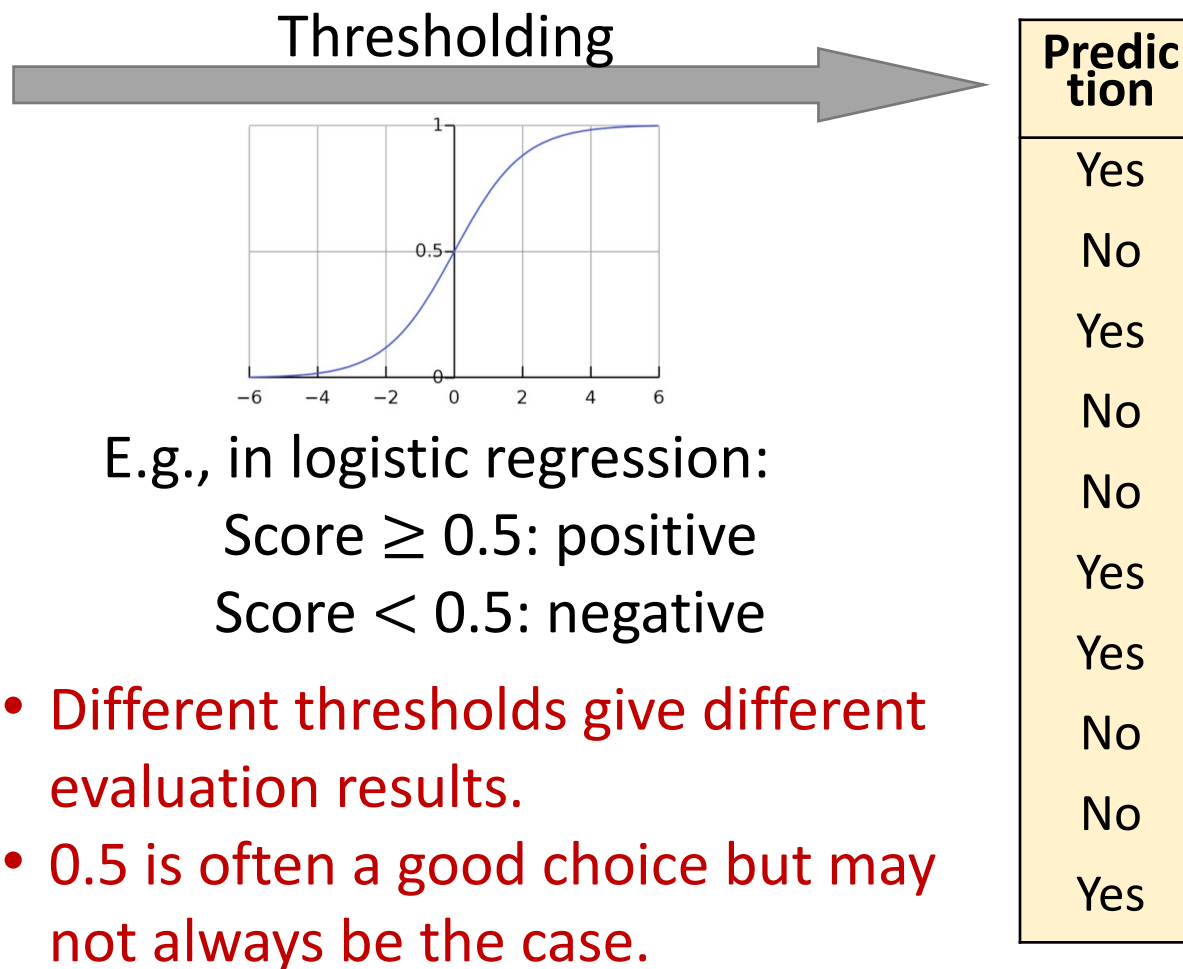 Thresholding
1
0.5
0
−6 −4 −2 0 2 4 6
E.g., in logistic regression:
Score ≥ 0.5: positive
Score < 0.5: negative
• Different thresholds give different
evaluation results.
• 0.5 is often a good choice but may
not always be the case.
Predic
tion
Yes
No
Yes
No
No
Yes
Yes
No
No
Yes